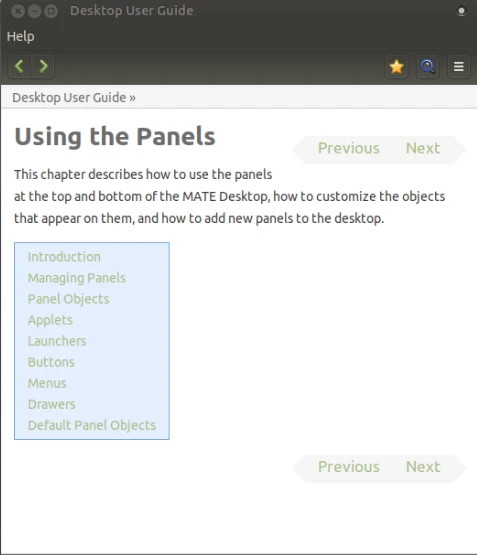 Desktop User Guide
Help
Desktop User Guide »
Using the Panels
Previous Next
This chapter describes how to use the panels
at the top and bottom of the MATE Desktop, how to customize the objects
that appear on them, and how to add new panels to the desktop.
Introduction
Managing Panels
Panel Objects
Applets
Launchers
Buttons
Menus
Drawers
Default Panel Objects
Previous Next